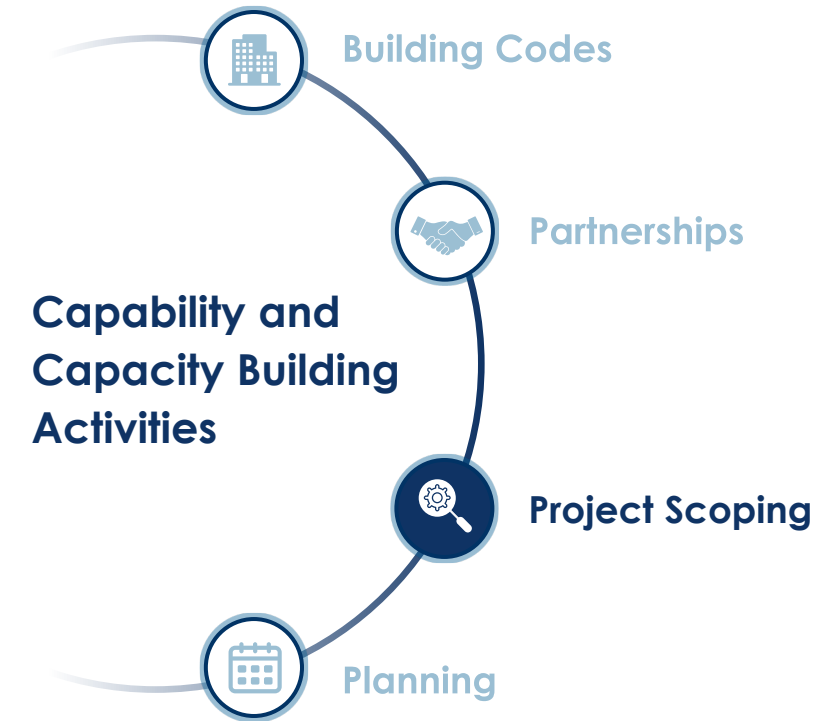 Building Codes
Partnerships
Capability and
Capacity Building
Activities
Project Scoping
Planning